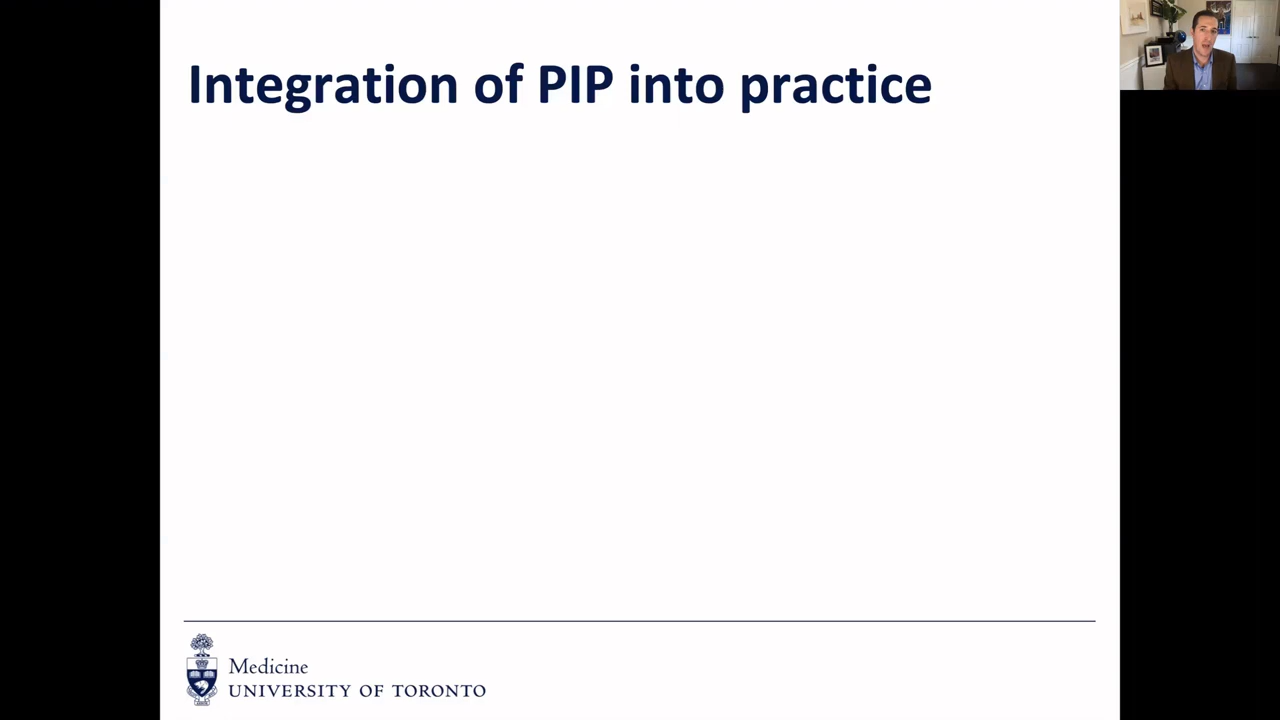 Integration of PIP into practice
Medicine
UNIVERSITY OF TORONTO